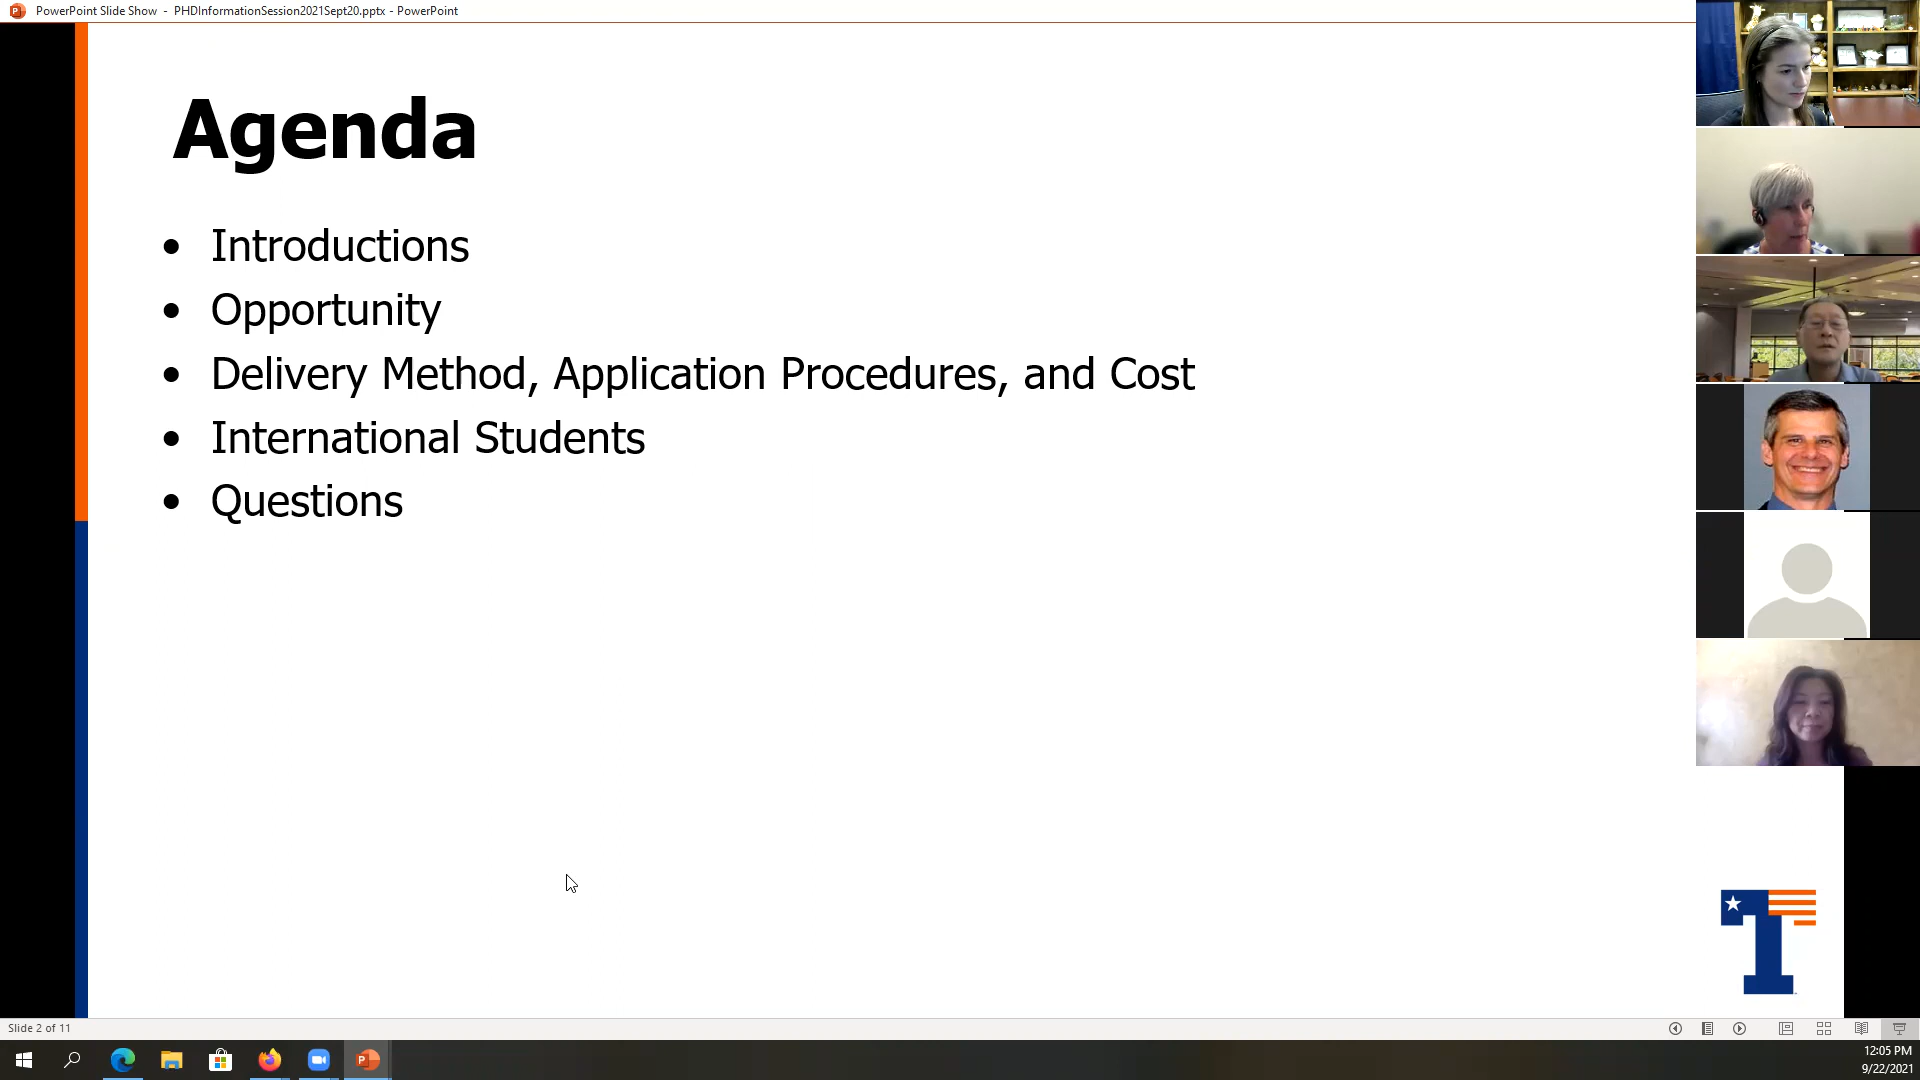 PowerPoint Slide Show - PHDInformationSession2021Sept20.pptx - PowerPoint
Agenda
• Introductions
• Opportunity
• Delivery Method, Application Procedures, and Cost
• International Students
• Questions
T
Slide 2 of 11
12:05 PM
9/22/2021